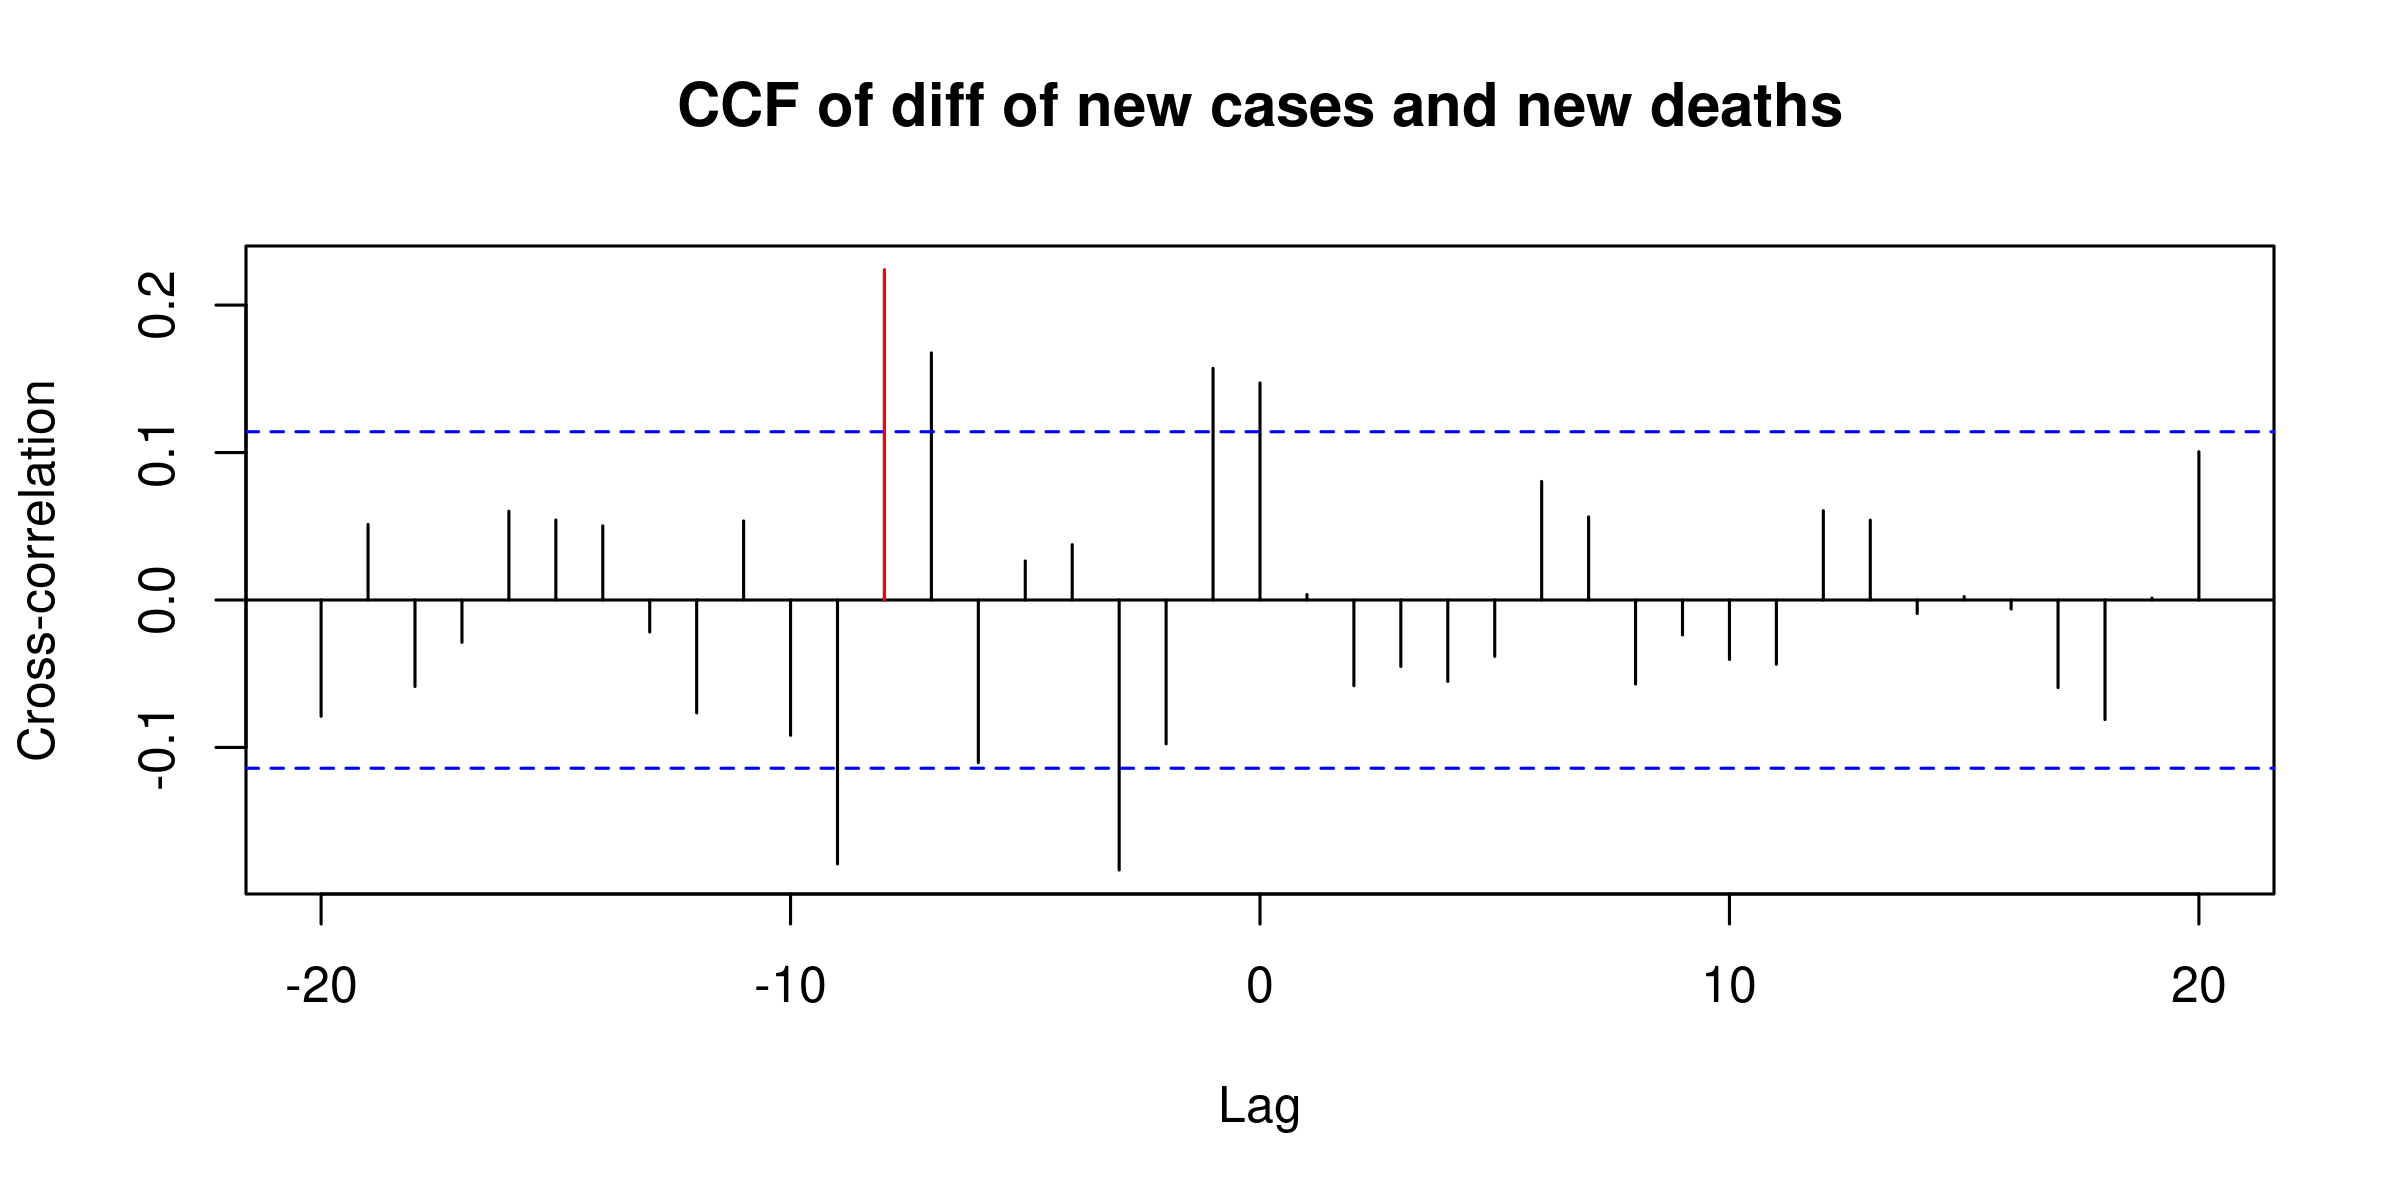 CCF of diff of new cases and new deaths
Cross-correlation
0.2
0.1
0.0
-0.1
-20 -10 0 10 20
Lag